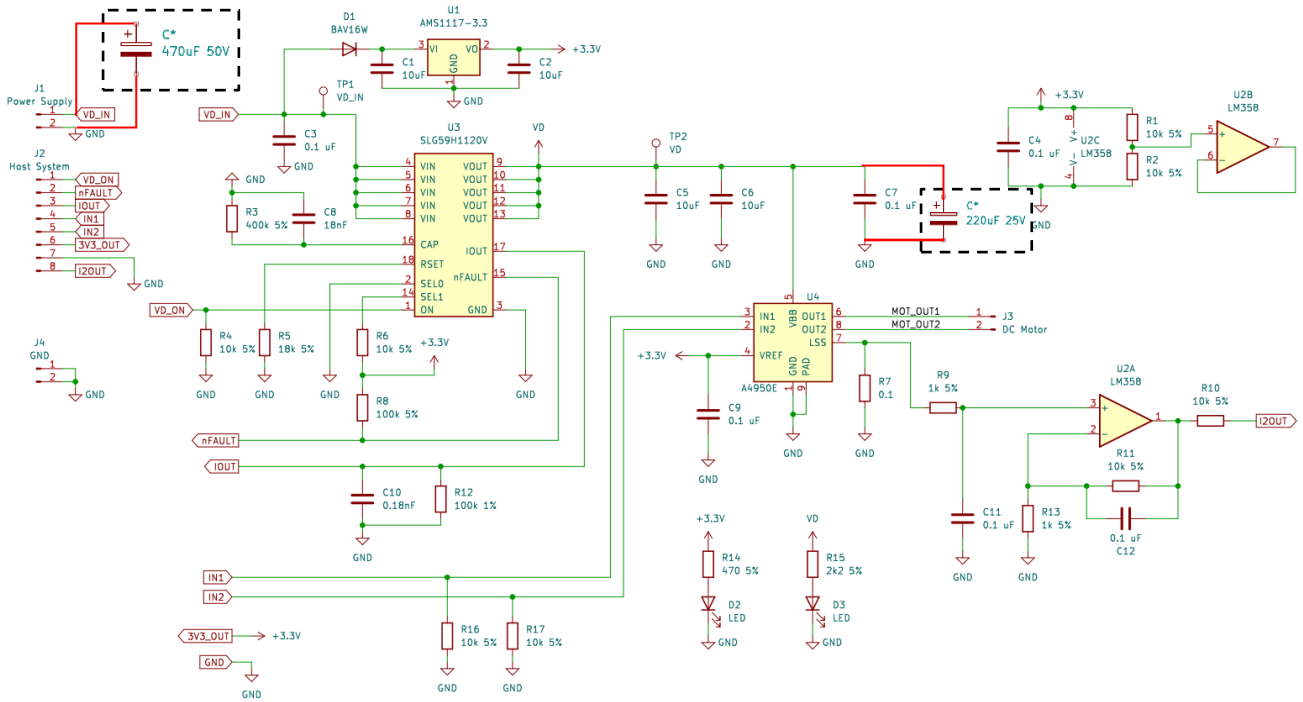 C*
470uF 50V
+
J1
Power Supply
1
VD_IN
2
GND
J2
Host System
1
VD_ON
2
nFAULT
3
IOUT
4
IN1
5
IN2
6
3V3_OUT
7
8
I2OUT
GND
J4
GND
1
2
GND
D1
BAV16W
U1
AMS1117-3.3
3
VI
VO
2
GND
1
+3.3V
C1
10uF
C2
10uF
GND
TP1
VD_IN
VD_IN
C3
0.1 uF
GND
U3
SLG59H1120V
4
VIN
5
VIN
6
VIN
7
VIN
8
VIN
16
CAP
18
RSET
2
SEL0
14
SEL1
1
ON
VOUT
9
VOUT
10
VOUT
11
VOUT
12
VOUT
13
IOUT
17
nFAULT
15
GND
3
VD
GND
R3
400k 5%
C8
18nF
VD_ON
R4
10k 5%
GND
R5
18k 5%
GND
GND
R6
10k 5%
+3.3V
R8
100k 5%
GND
nFAULT
IOUT
C10
0.18nF
R12
100k 1%
GND
TP2
VD
C5
10uF
GND
C6
10uF
GND
C7
0.1 uF
GND
+
C*
220uF 25V
+3.3V
C4
0.1 uF
8
V+
U2C
LM358
V-
4
GND
R1
10k 5%
R2
10k 5%
U2B
LM358
5
+
6
−
7
U4
A4950E
3
IN1
2
IN2
4
VREF
5
VBB
OUT1
6
OUT2
8
LSS
7
GND
1
PAD
9
GND
+3.3V
C9
0.1 uF
GND
MOT_OUT1
MOT_OUT2
1
2
J3
DC Motor
R7
0.1
GND
R9
1k 5%
U2A
LM358
3
+
2
−
1
R10
10k 5%
I2OUT
R11
10k 5%
C11
0.1 uF
GND
R13
1k 5%
GND
0.1 uF
C12
+3.3V
R14
470 5%
D2
LED
GND
VD
R15
2k2 5%
D3
LED
GND
IN1
IN2
R16
10k 5%
GND
R17
10k 5%
GND
3V3_OUT
+3.3V
GND
GND